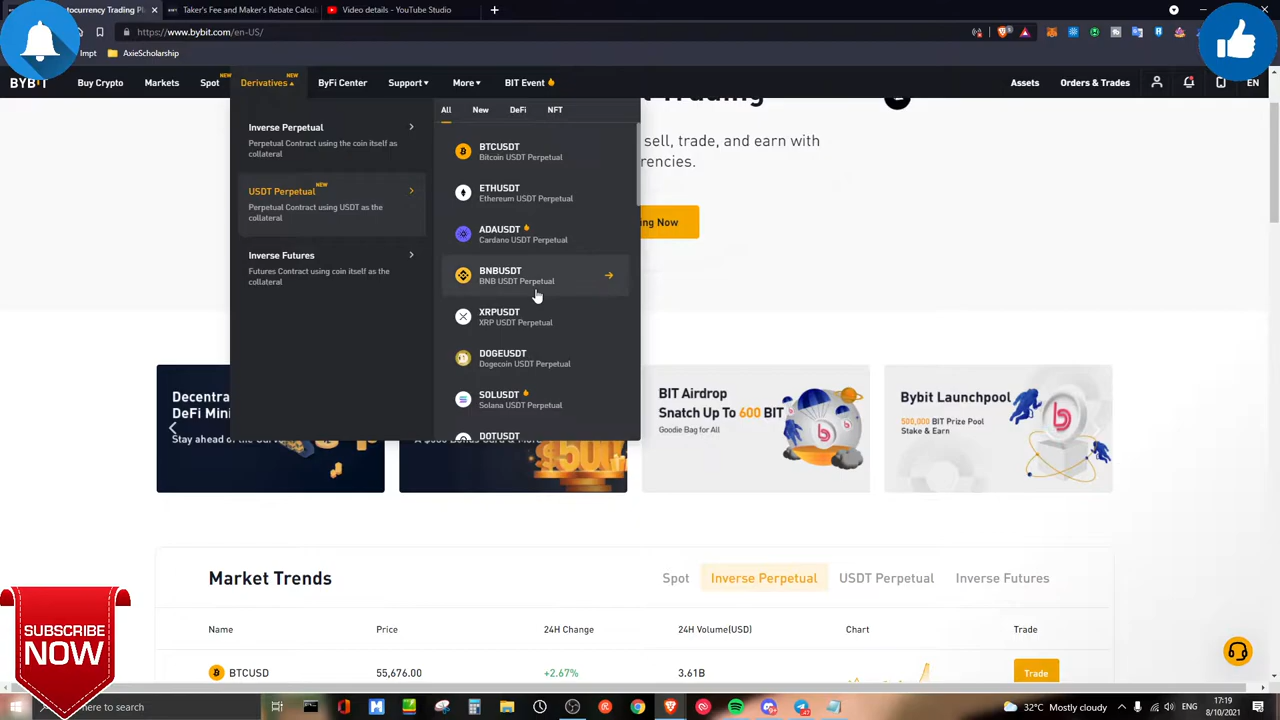 tocurrency Trading Pl
Taker's Fee and Maker's Rebate Calcu
Video details - YouTube Studio
https://www.bybit.com/en-US/
Impt
AxieScholarship
BYBIT
Buy Crypto
Markets
Spot
NEW
Derivatives
NEW
ByFi Center
Support
More
BIT Event
Assets
Orders & Trades
EN
Trading
sell, trade, and earn with
rencies.
ing Now
Inverse Perpetual
Perpetual Contract using the coin itself as
collateral
USDT Perpetual NEW
Perpetual Contract using USDT as the
collateral
Inverse Futures
Futures Contract using coin itself as the
collateral
All
New
DeFi
NFT
BTCUSDT
Bitcoin USDT Perpetual
ETHUSDT
Ethereum USDT Perpetual
ADAUSDT
Cardano USDT Perpetual
BNBUSDT
BNB USDT Perpetual
XRPUSDT
XRP USDT Perpetual
DOGEUSDT
Dogecoin USDT Perpetual
SOLUSDT
Solana USDT Perpetual
DOTUSDT
Decentra
DeFi Mini
Stay ahead of the Curve
BIT Airdrop
Snatch Up To 600 BIT
Goodie Bag for All
Bybit Launchpool
500,000 BIT Prize Pool
Stake & Earn
Market Trends
Spot
Inverse Perpetual
USDT Perpetual
Inverse Futures
Name
Price
24H Change
24H Volume(USD)
Chart
Trade
BTCUSD
55,676.00
+2.67%
3.61B
Trade
SUBSCRIBE
NOW
here to search
32°C Mostly cloudy
17:19
8/10/2021